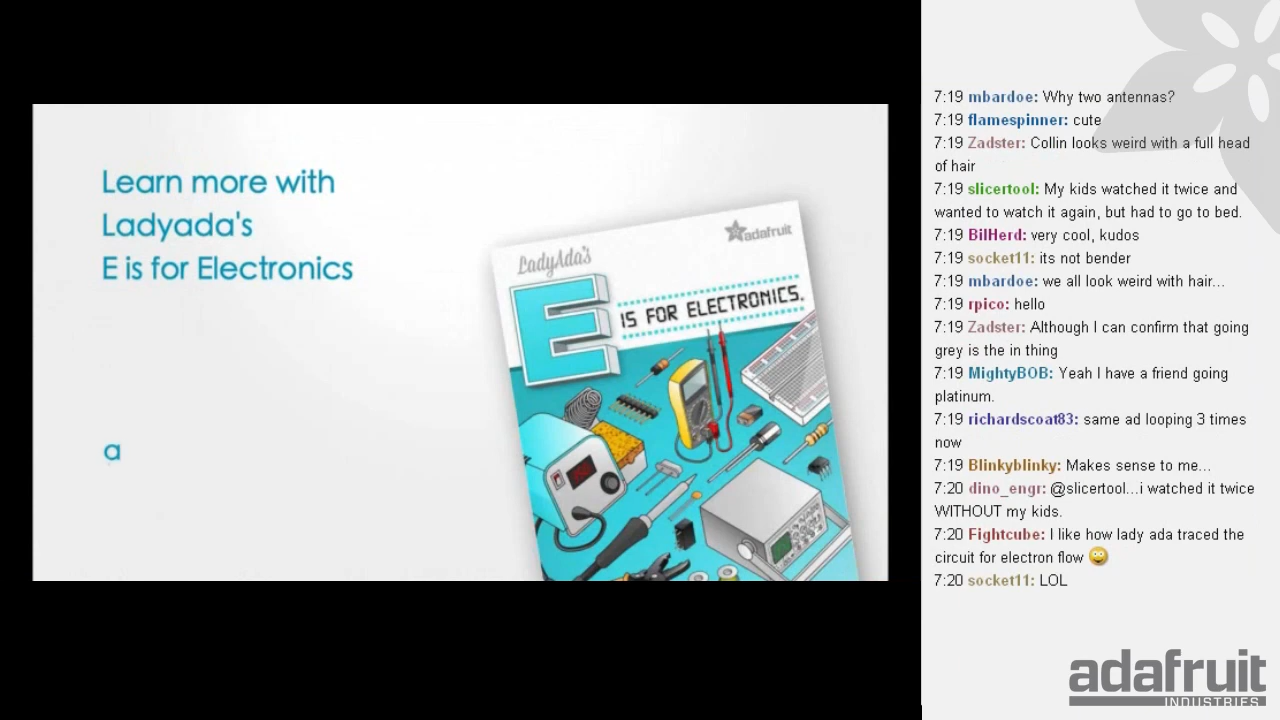 Learn more with
Ladyada's
E is for Electronics
a
LadyAda's
adafruit
E
IS FOR ELECTRONICS.
7:19 mbardoe: Why two antennas?
7:19 flamespinner: cute
7:19 Zadster: Collin looks weird with a full head
of hair
7:19 slicertool: My kids watched it twice and
wanted to watch it again, but had to go to bed.
7:19 BilHerd: very cool, kudos
7:19 socket11: its not bender
7:19 mbardoe: we all look weird with hair...
7:19 rpico: hello
7:19 Zadster: Although I can confirm that going
grey is the in thing
7:19 MightyBOB: Yeah I have a friend going
platinum.
7:19 richardscoat83: same ad looping 3 times
now
7:19 Blinkyblinky: Makes sense to me...
7:20 dino_engr: @slicertool...i watched it twice
WITHOUT my kids.
7:20 Fightcube: I like how lady ada traced the
circuit for electron flow
7:20 socket11: LOL
adafruit
INDUSTRIES